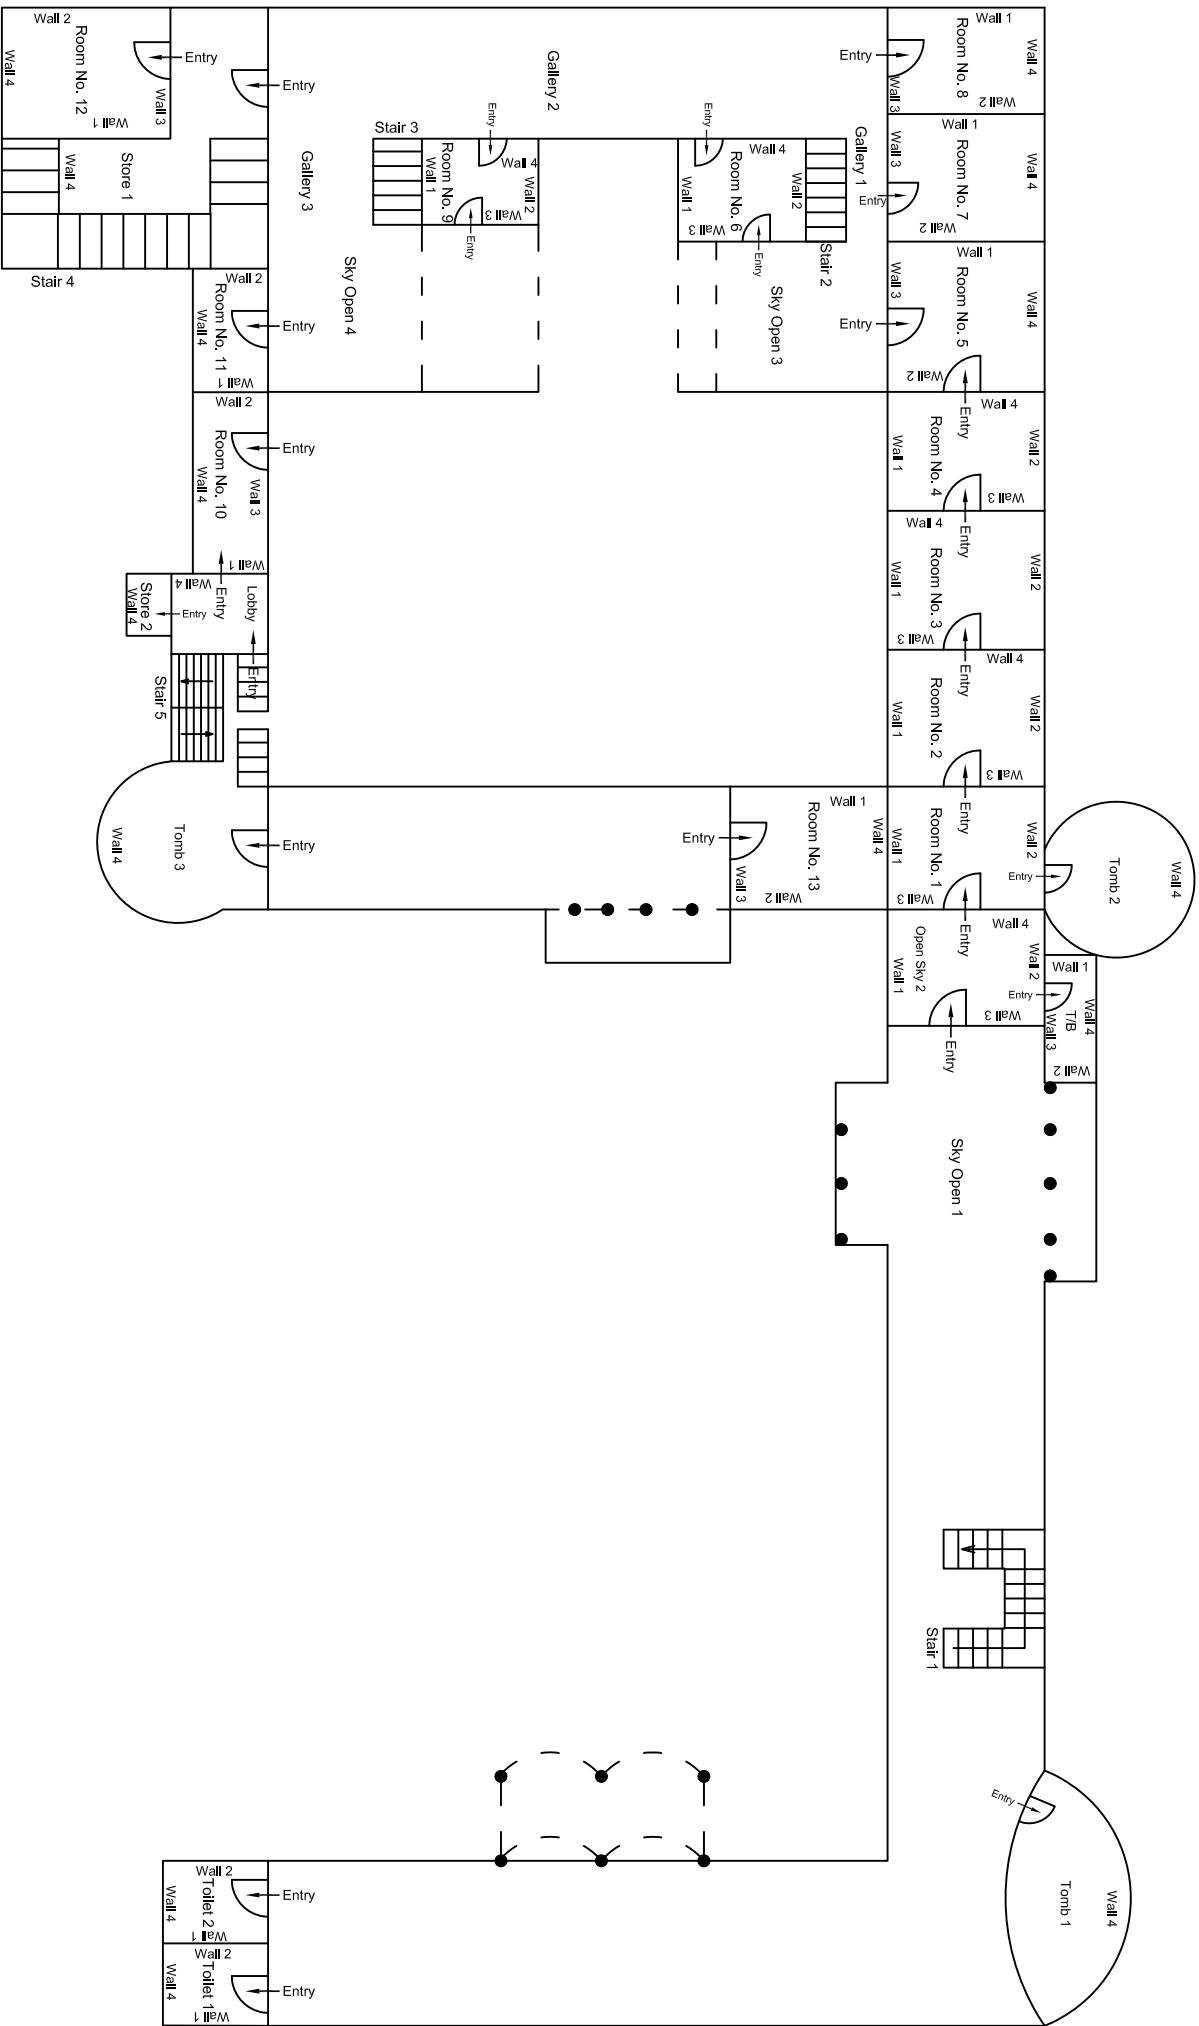 Wall 2
Room No. 12
Wall 4
Wall 3
Wall 1
Entry
Entry
Gallery 2
Wall 1
Room No. 8
Wall 4
Wall 2
Wall 3
Entry
Stair 3
Entry
Wall 4
Room No. 9
Wall 1
Wall 2
Wall 3
Entry
Entry
Wall 4
Room No. 6
Wall 1
Wall 2
Wall 3
Entry
Gallery 1
Wall 1
Room No. 7
Wall 3
Wall 4
Wall 2
Entry
Store 1
Wall 4
Gallery 3
Stair 2
Stair 4
Sky Open 4
Sky Open 3
Wall 1
Room No. 5
Wall 3
Wall 4
Wall 2
Entry
Wall 2
Room No. 11
Wall 4
Wall 1
Entry
Entry
Wall 4
Room No. 4
Wall 1
Wall 2
Wall 3
Wall 2
Room No. 10
Wall 4
Wall 3
Wall 1
Entry
Entry
Wall 4
Room No. 3
Wall 1
Wall 2
Wall 3
Entry
Wall 4
Lobby
Store 2
Wall 4
Entry
Entry
Entry
Wall 4
Room No. 2
Wall 1
Wall 2
Wall 3
Stair 5
Entry
Wall 1
Room No. 13
Wall 4
Wall 3
Wall 2
Entry
Room No. 1
Wall 1
Wall 2
Wall 3
Entry
Tomb 2
Wall 4
Tomb 3
Wall 4
Entry
Entry
Wall 4
Open Sky 2
Wall 1
Wall 2
Wall 3
Entry
Wall 1
T/B
Wall 4
Wall 3
Wall 2
Entry
Sky Open 1
Stair 1
Entry
Tomb 1
Wall 4
Wall 2
Toilet 2
Wall 4
Wall 1
Entry
Wall 2
Toilet 1
Wall 4
Wall 1
Entry